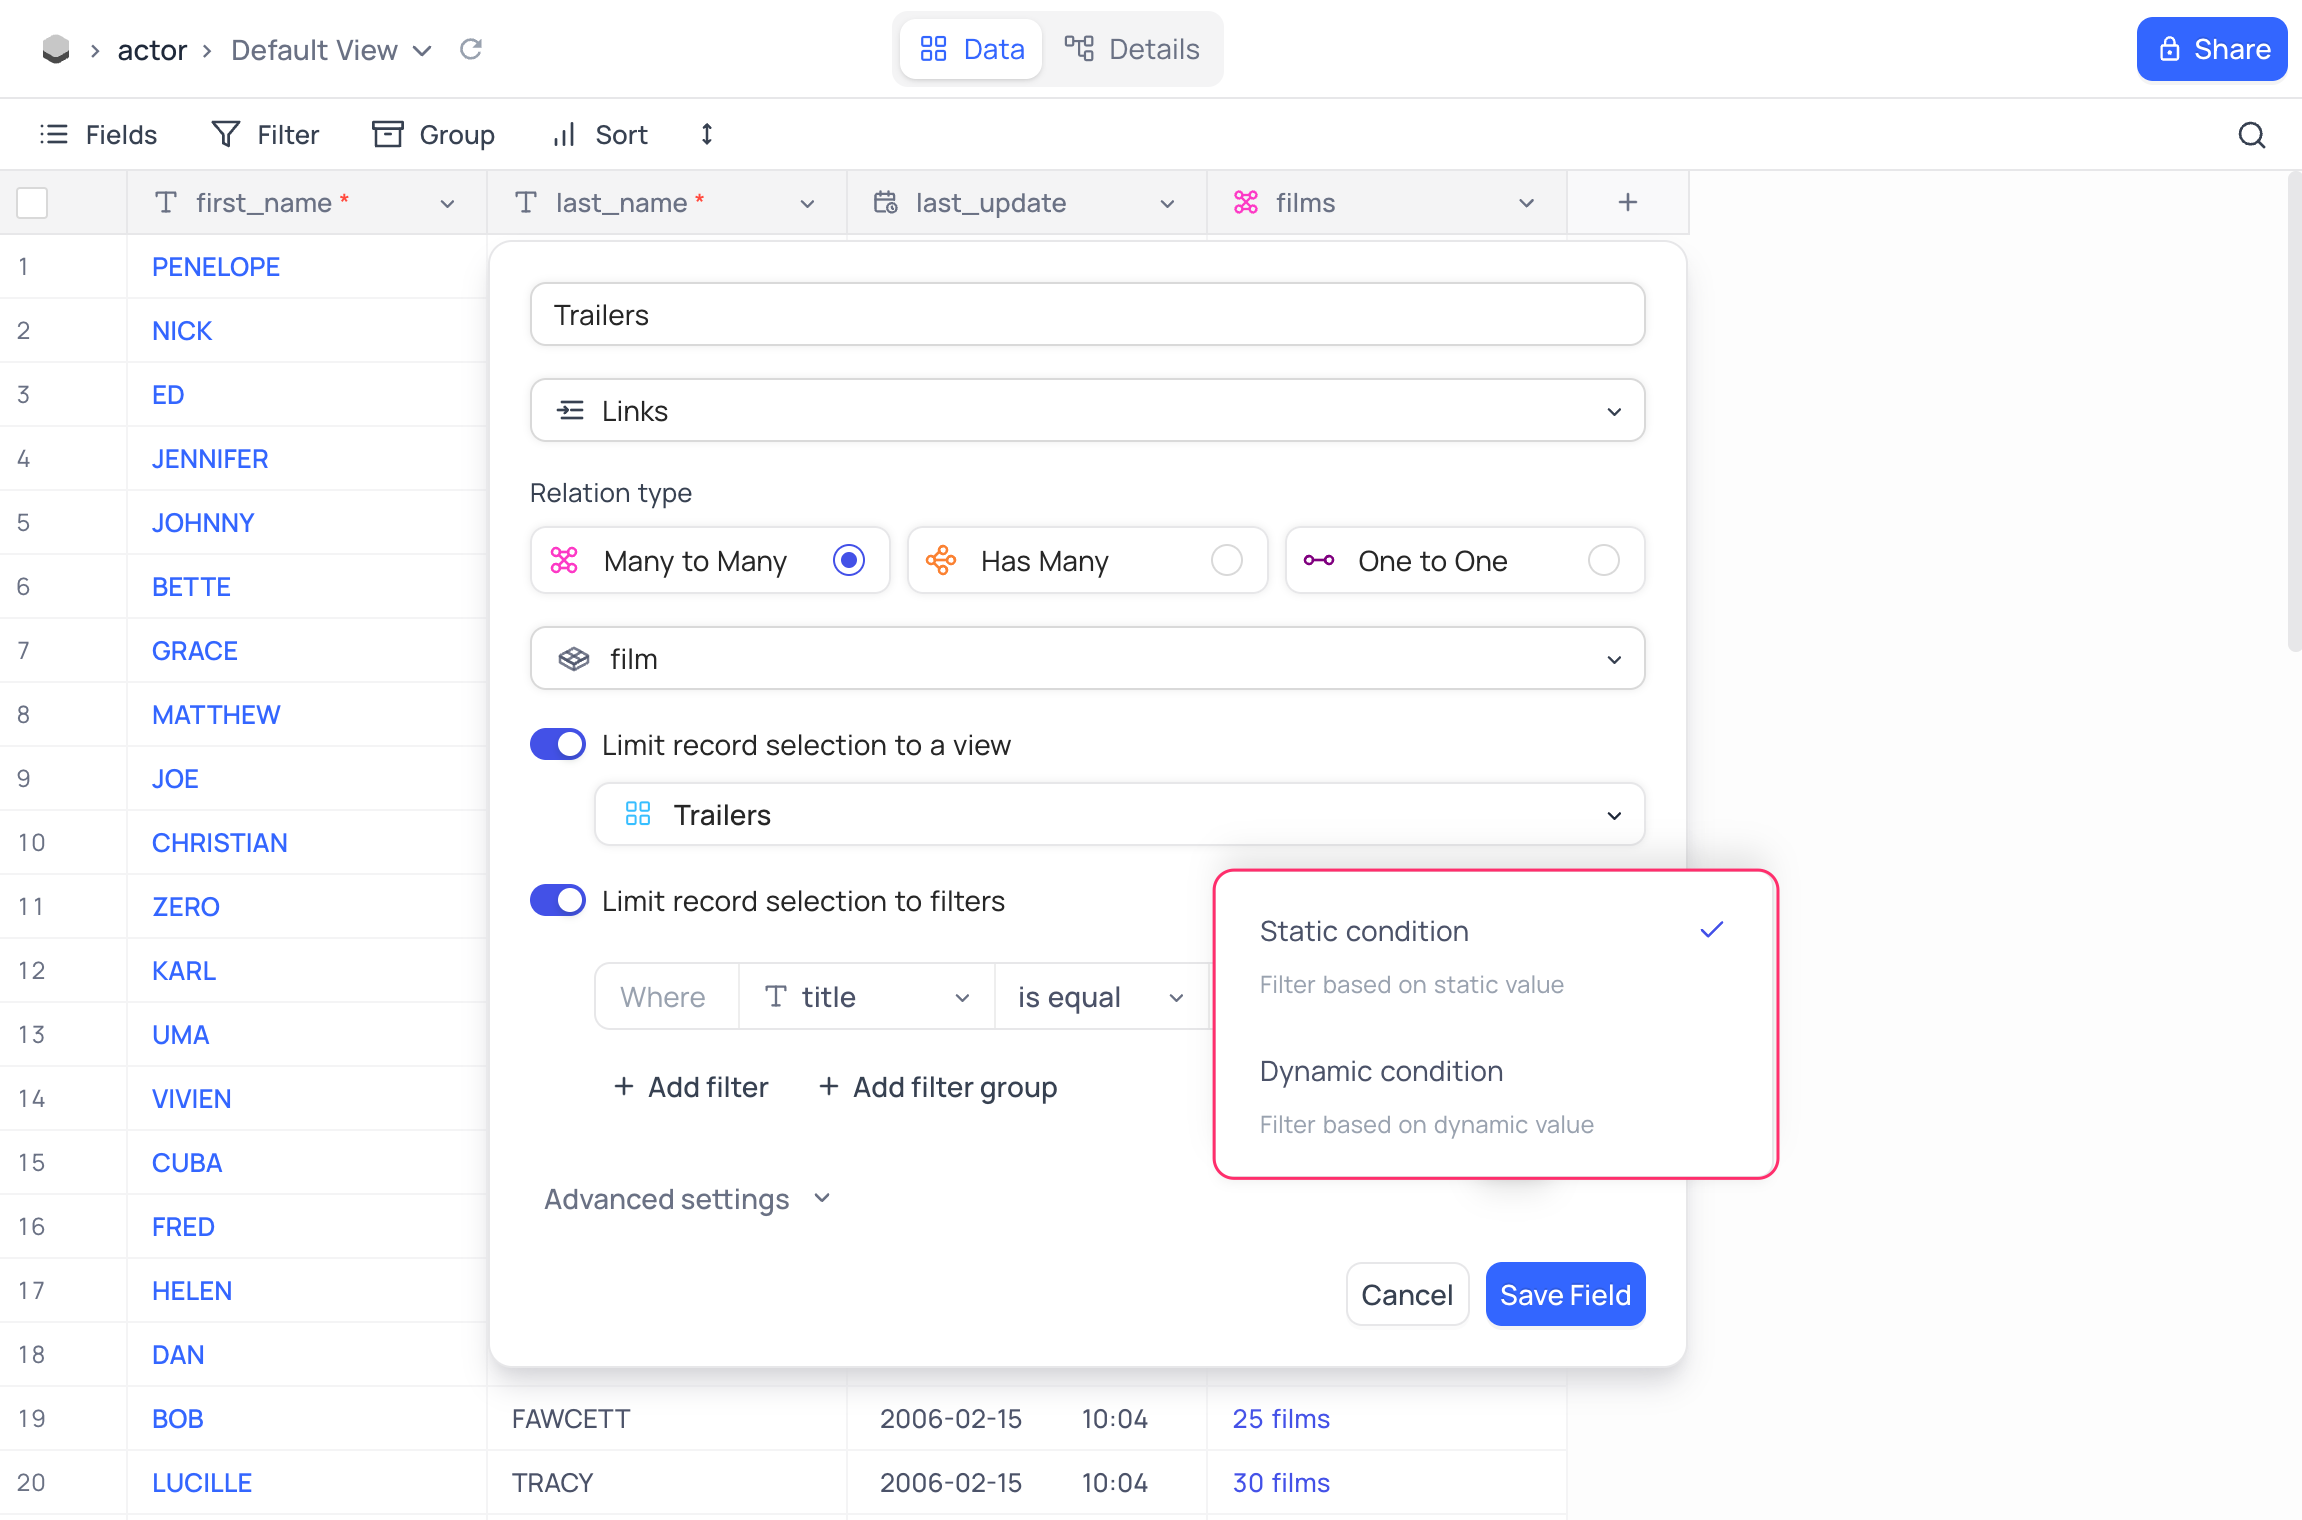 actor
Default View
Data
Details
Share
Fields
Filter
Group
Sort
first_name *
last_name *
last_update
films
1 PENELOPE
2 NICK
3 ED
4 JENNIFER
5 JOHNNY
6 BETTE
7 GRACE
8 MATTHEW
9 JOE
10 CHRISTIAN
11 ZERO
12 KARL
13 UMA
14 VIVIEN
15 CUBA
16 FRED
17 HELEN
18 DAN
19 BOB FAWCETT 2006-02-15 10:04 25 films
20 LUCILLE TRACY 2006-02-15 10:04 30 films
Trailers
Links
Relation type
Many to Many
Has Many
One to One
film
Limit record selection to a view
Trailers
Limit record selection to filters
Where title is equal
+ Add filter + Add filter group
Static condition
Filter based on static value
Dynamic condition
Filter based on dynamic value
Advanced settings
Cancel
Save Field